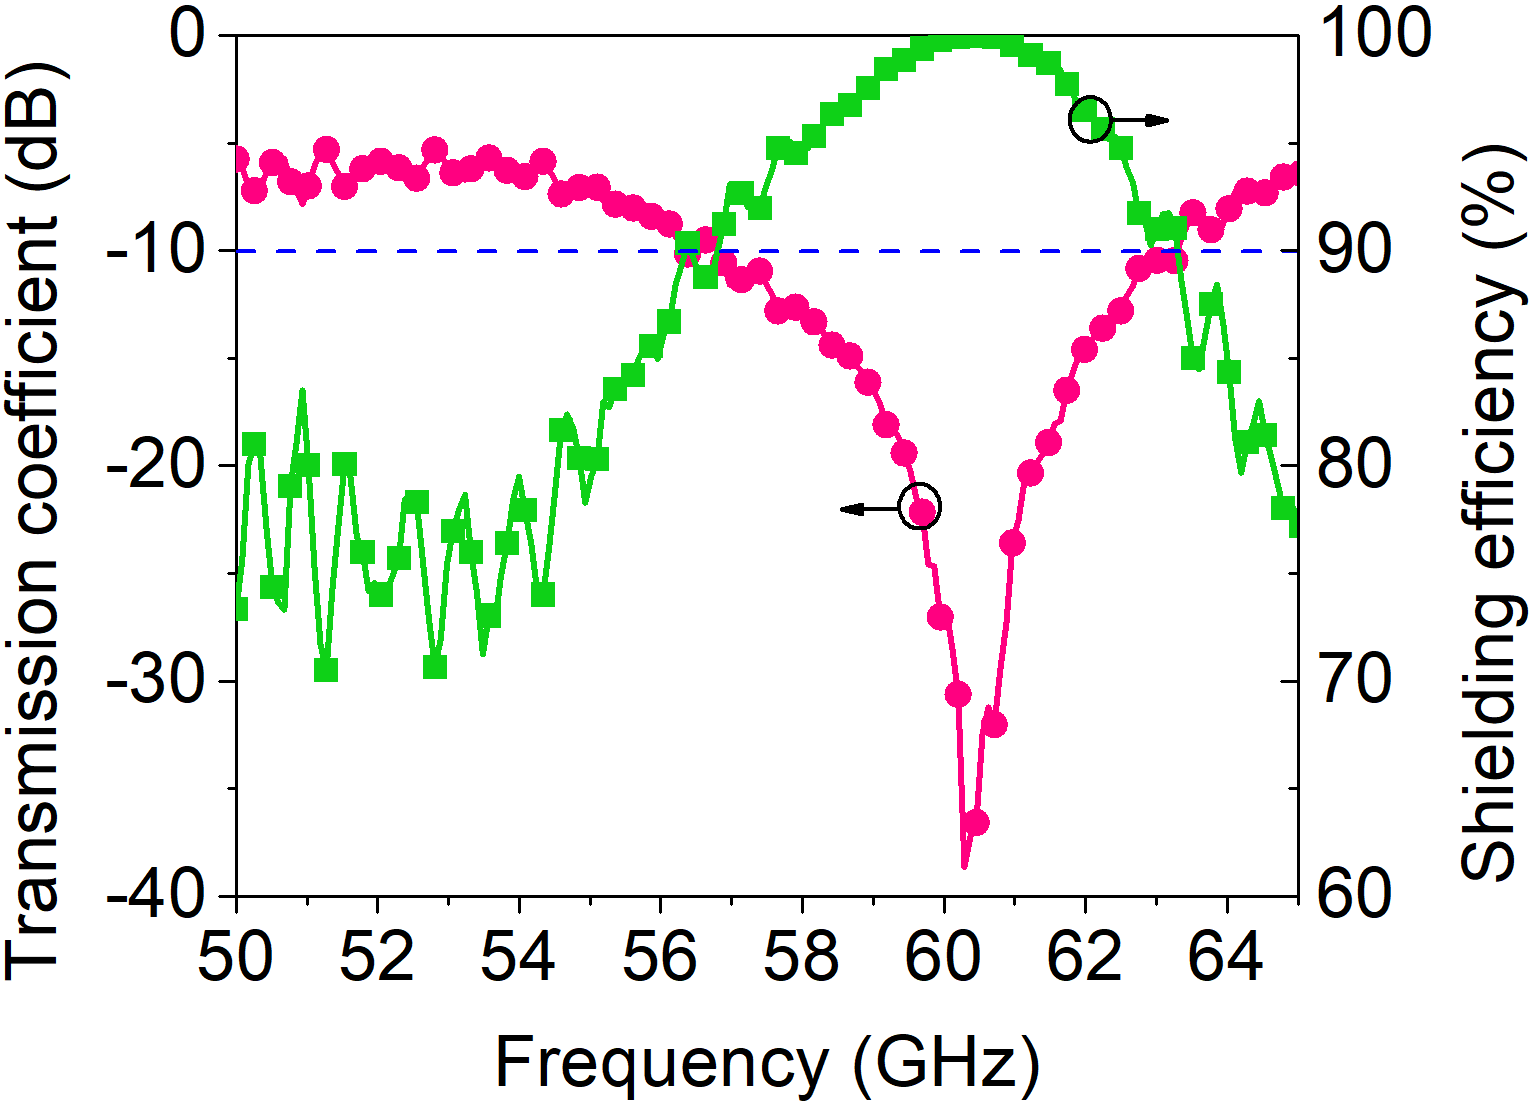 Transmission coefficient (dB)
0
-10
-20
-30
-40
100
90
80
70
60
Shielding efficiency (%)
50 52 54 56 58 60 62 64
Frequency (GHz)